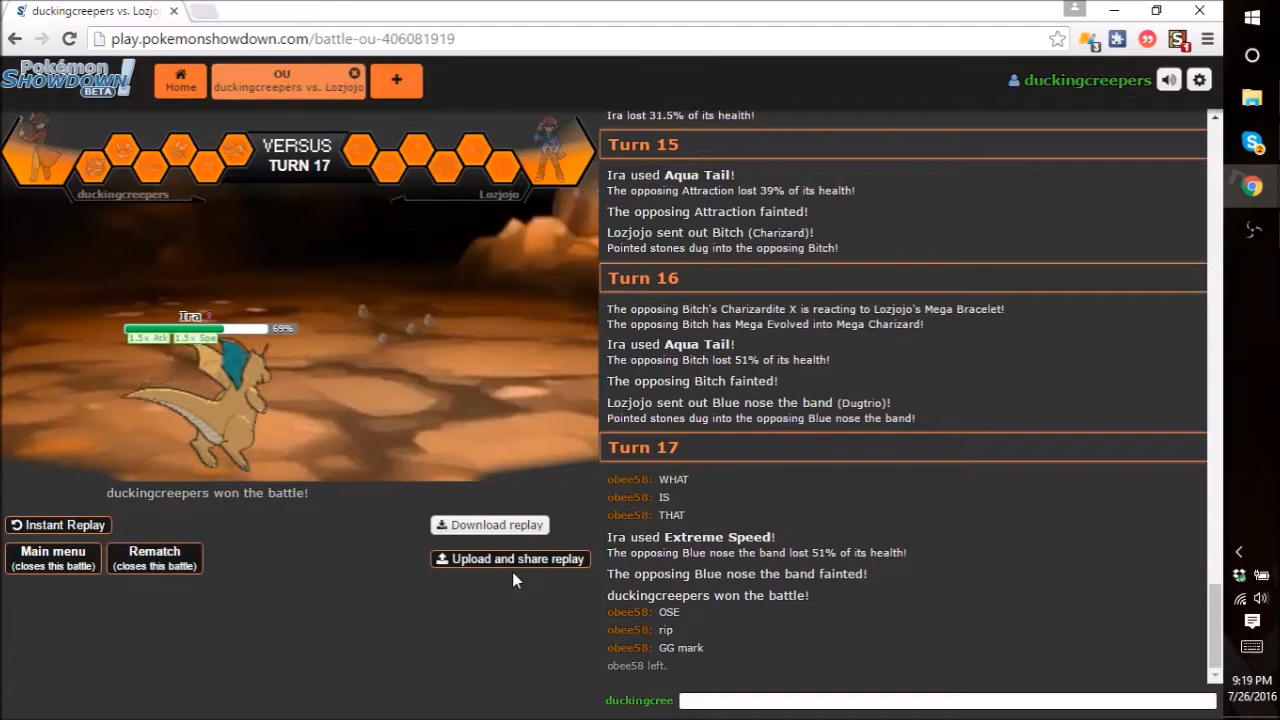 duckingcreepers vs. Lozjo
play.pokemonshowdown.com/battle-ou-406081919
3
1
Pokémon
SHOWDOWN!
BETA
Home
OU
duckingcreepers vs. Lozjojo
+
duckingcreepers
VERSUS
TURN 17
duckingcreepers
Lozjojo
Ira
69%
1.5× Atk
1.5× Spe
duckingcreepers won the battle!
Instant Replay
Download replay
Main menu
(closes this battle)
Rematch
(closes this battle)
Upload and share replay
Ira lost 31.5% of its health!
Turn 15
Ira used Aqua Tail!
The opposing Attraction lost 39% of its health!
The opposing Attraction fainted!
Lozjojo sent out Bitch (Charizard)!
Pointed stones dug into the opposing Bitch!
Turn 16
The opposing Bitch's Charizardite X is reacting to Lozjojo's Mega Bracelet!
The opposing Bitch has Mega Evolved into Mega Charizard!
Ira used Aqua Tail!
The opposing Bitch lost 51% of its health!
The opposing Bitch fainted!
Lozjojo sent out Blue nose the band (Dugtrio)!
Pointed stones dug into the opposing Blue nose the band!
Turn 17
obee58: WHAT
obee58: IS
obee58: THAT
Ira used Extreme Speed!
The opposing Blue nose the band lost 51% of its health!
The opposing Blue nose the band fainted!
duckingcreepers won the battle!
obee58: OSE
obee58: rip
obee58: GG mark
obee58 left.
duckingcree
2
9:19 PM
7/26/2016